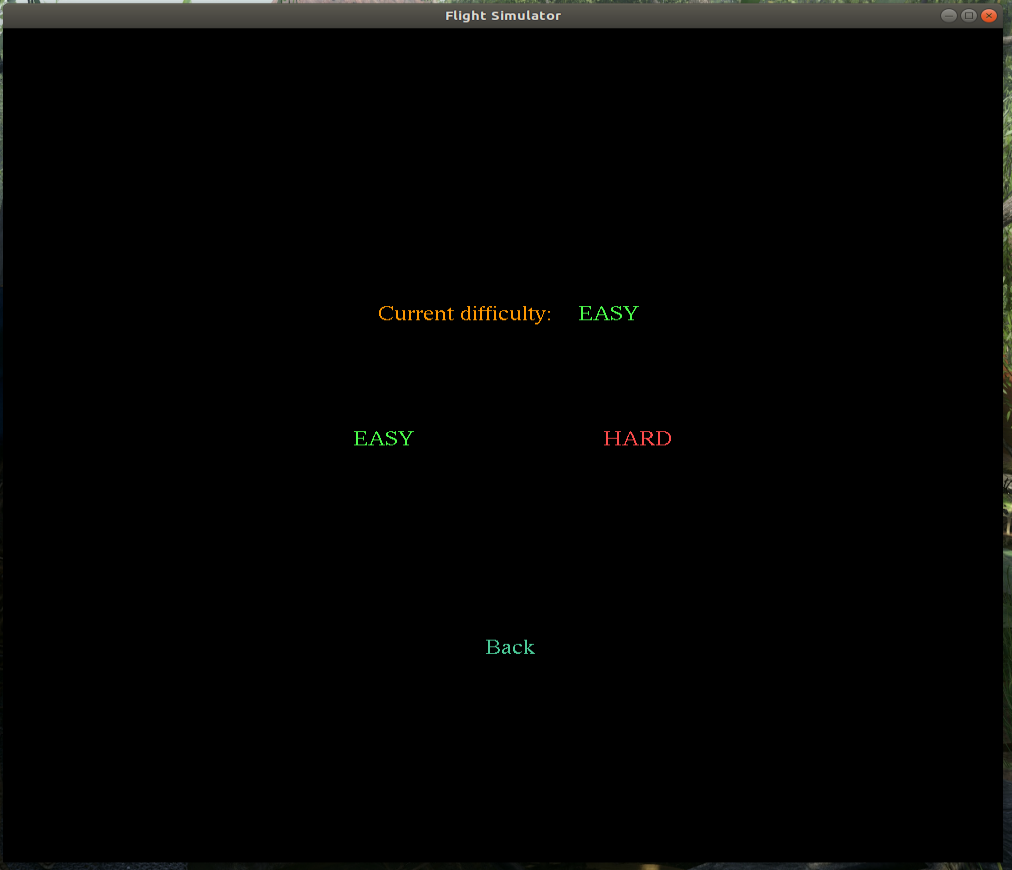 Flight Simulator
Current difficulty: EASY
EASY HARD
Back